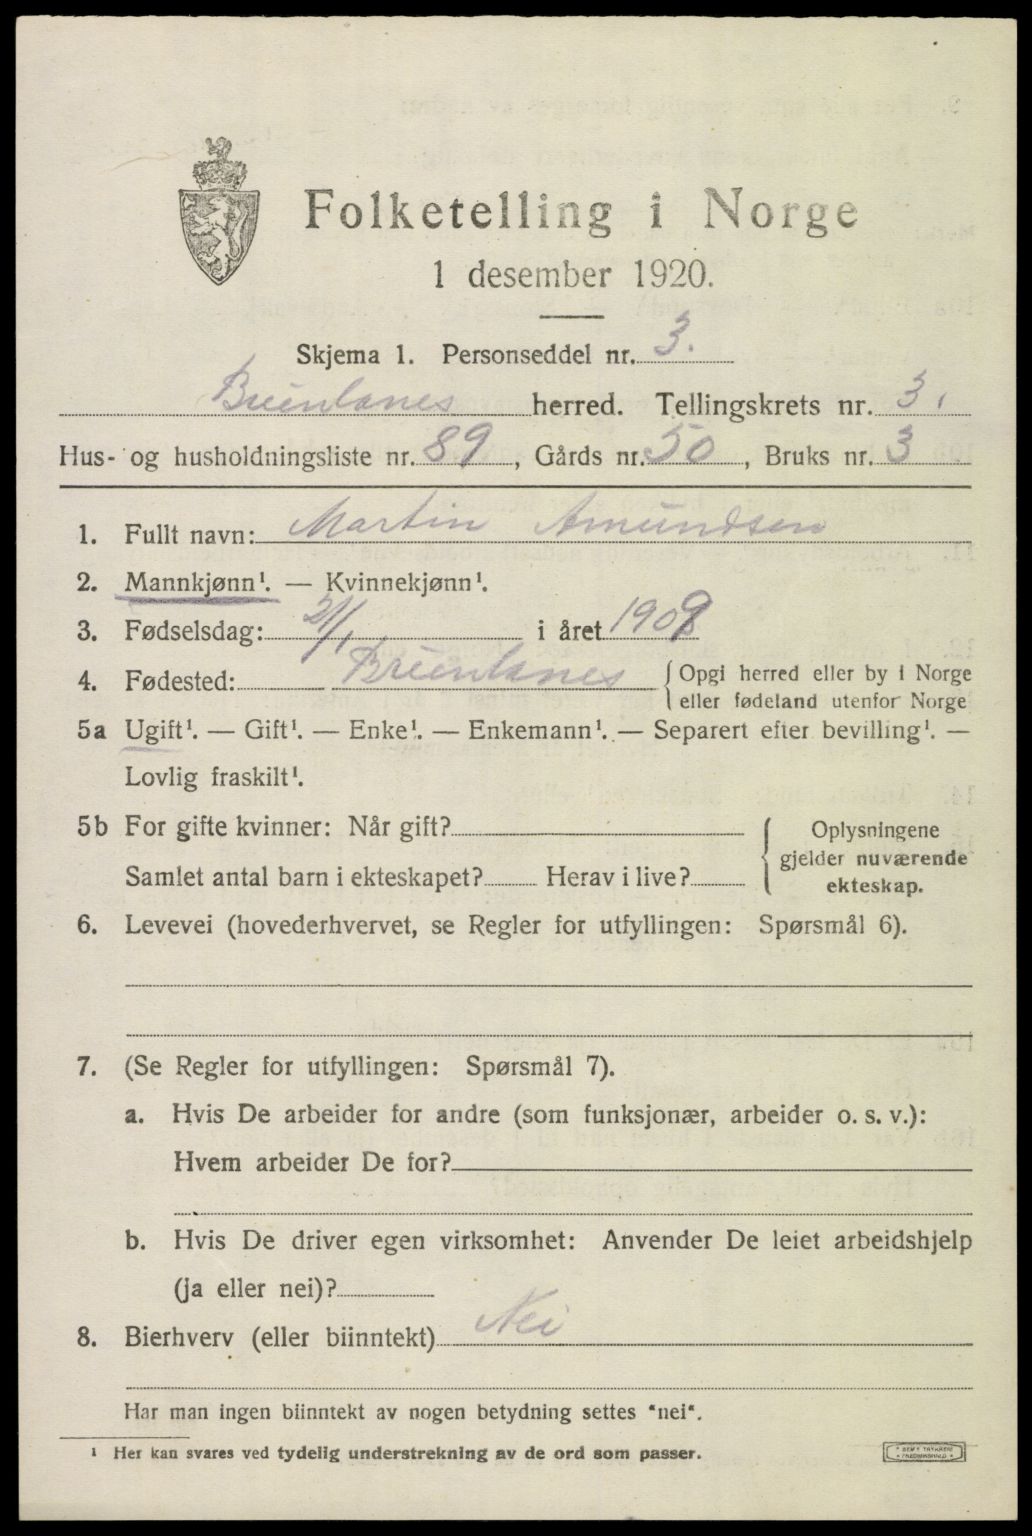 Folketelling i Norge
1 desember 1920.
Skjema 1. Personseddel nr. 3.
Brunlanes herred. Tellingskrets nr. 3.
Hus- og husholdningsliste nr. 89, Gårds nr. 50, Bruks nr. 3
1. Fullt navn: Martin Amundsen
2. Mannkjønn¹. — Kvinnekjønn¹.
3. Fødselsdag: 21/1 i året 1909
4. Fødested: Brunlanes { Opgi herred eller by i Norge
eller fødeland utenfor Norge
5a Ugift¹. — Gift¹. — Enke¹. — Enkemann¹. — Separert efter bevilling¹. —
Lovlig fraskilt¹.
5b For gifte kvinner: Når gift?
Samlet antal barn i ekteskapet? Herav i live?
{ Oplysningene
gjelder nuværende
ekteskap.
6. Levevei (hovederhvervet, se Regler for utfyllingen: Spørsmål 6).
7. (Se Regler for utfyllingen: Spørsmål 7).
a. Hvis De arbeider for andre (som funksjonær, arbeider o. s. v.):
Hvem arbeider De for?
b. Hvis De driver egen virksomhet: Anvender De leiet arbeidshjelp
(ja eller nei)?
8. Bierhverv (eller biinntekt) Nei
Har man ingen biinntekt av nogen betydning settes "nei".
¹ Her kan svares ved tydelig understrekning av de ord som passer.